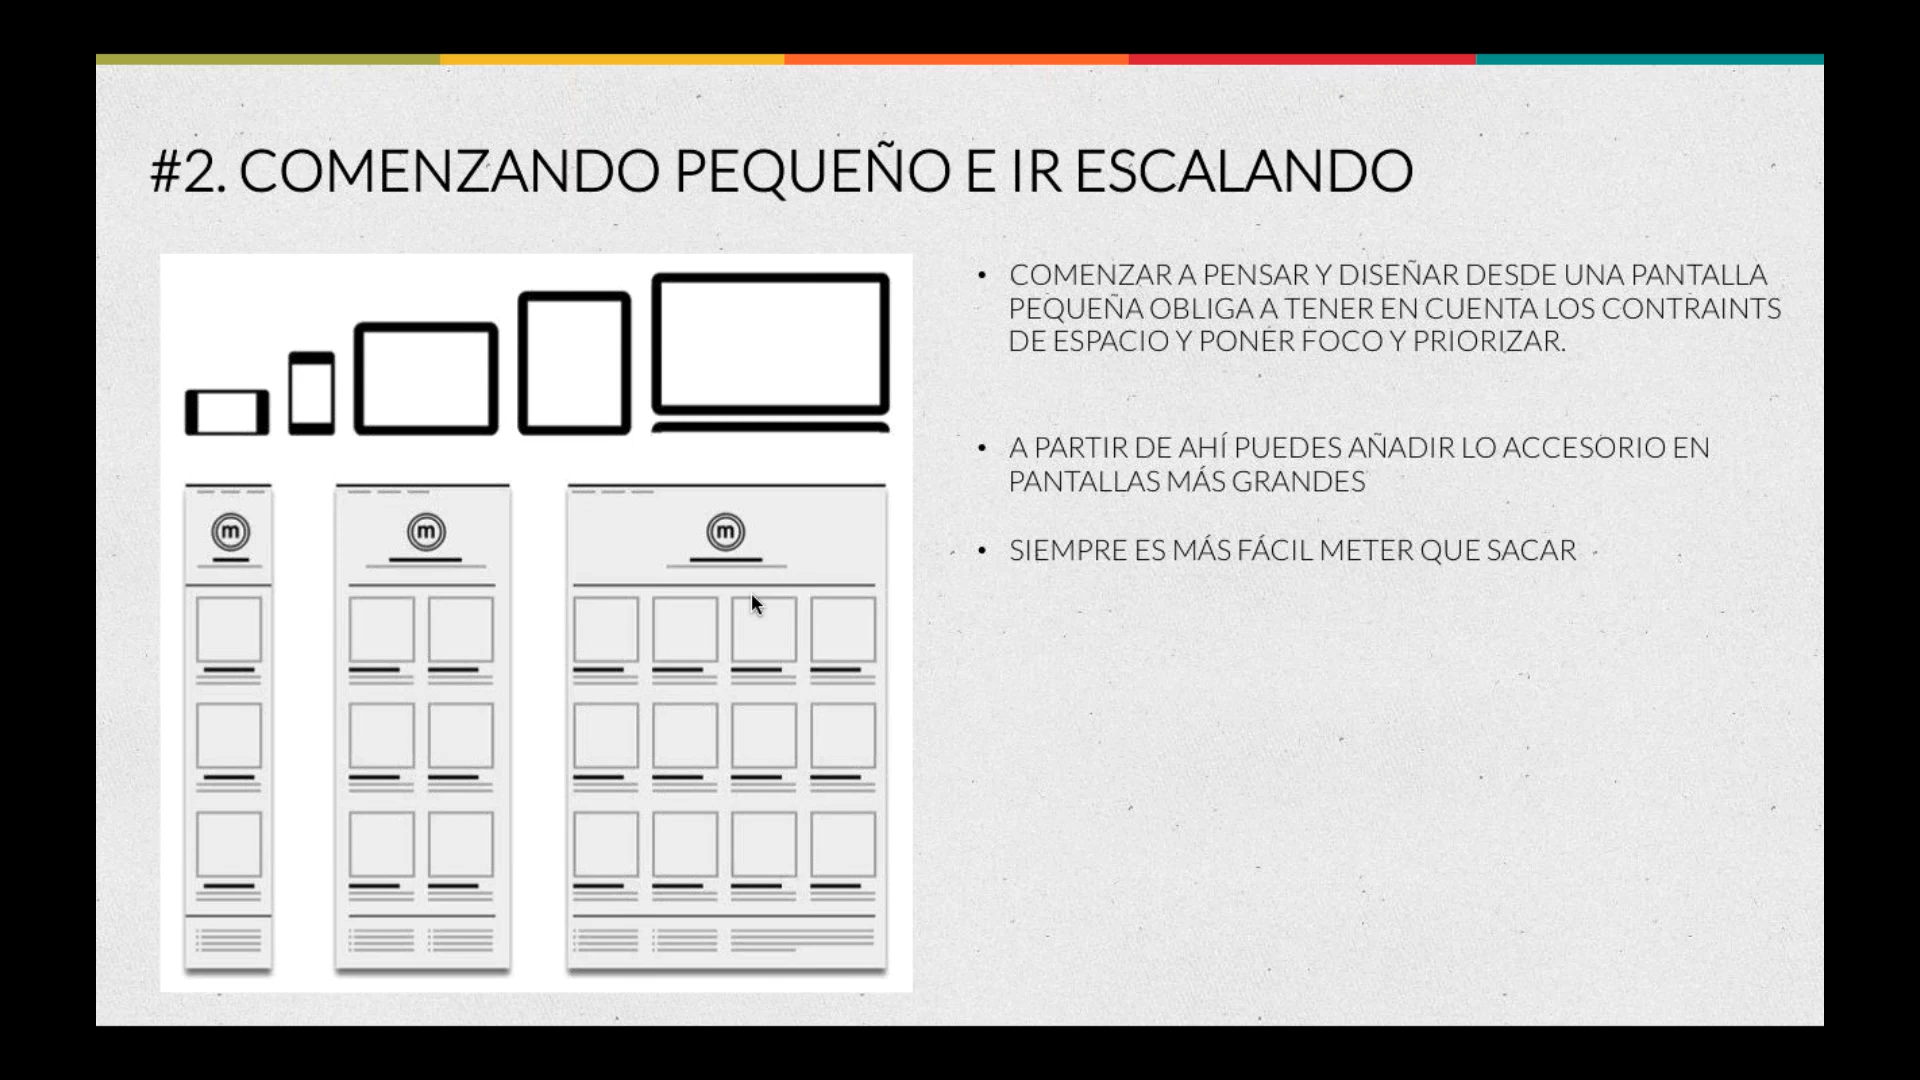 #2. COMENZANDO PEQUEÑO E IR ESCALANDO
m m m
• COMENZAR A PENSAR Y DISEÑAR DESDE UNA PANTALLA
PEQUEÑA OBLIGA A TENER EN CUENTA LOS CONTRAINTS
DE ESPACIO Y PONER FOCO Y PRIORIZAR.
• A PARTIR DE AHÍ PUEDES AÑADIR LO ACCESORIO EN
PANTALLAS MÁS GRANDES
• SIEMPRE ES MÁS FÁCIL METER QUE SACAR